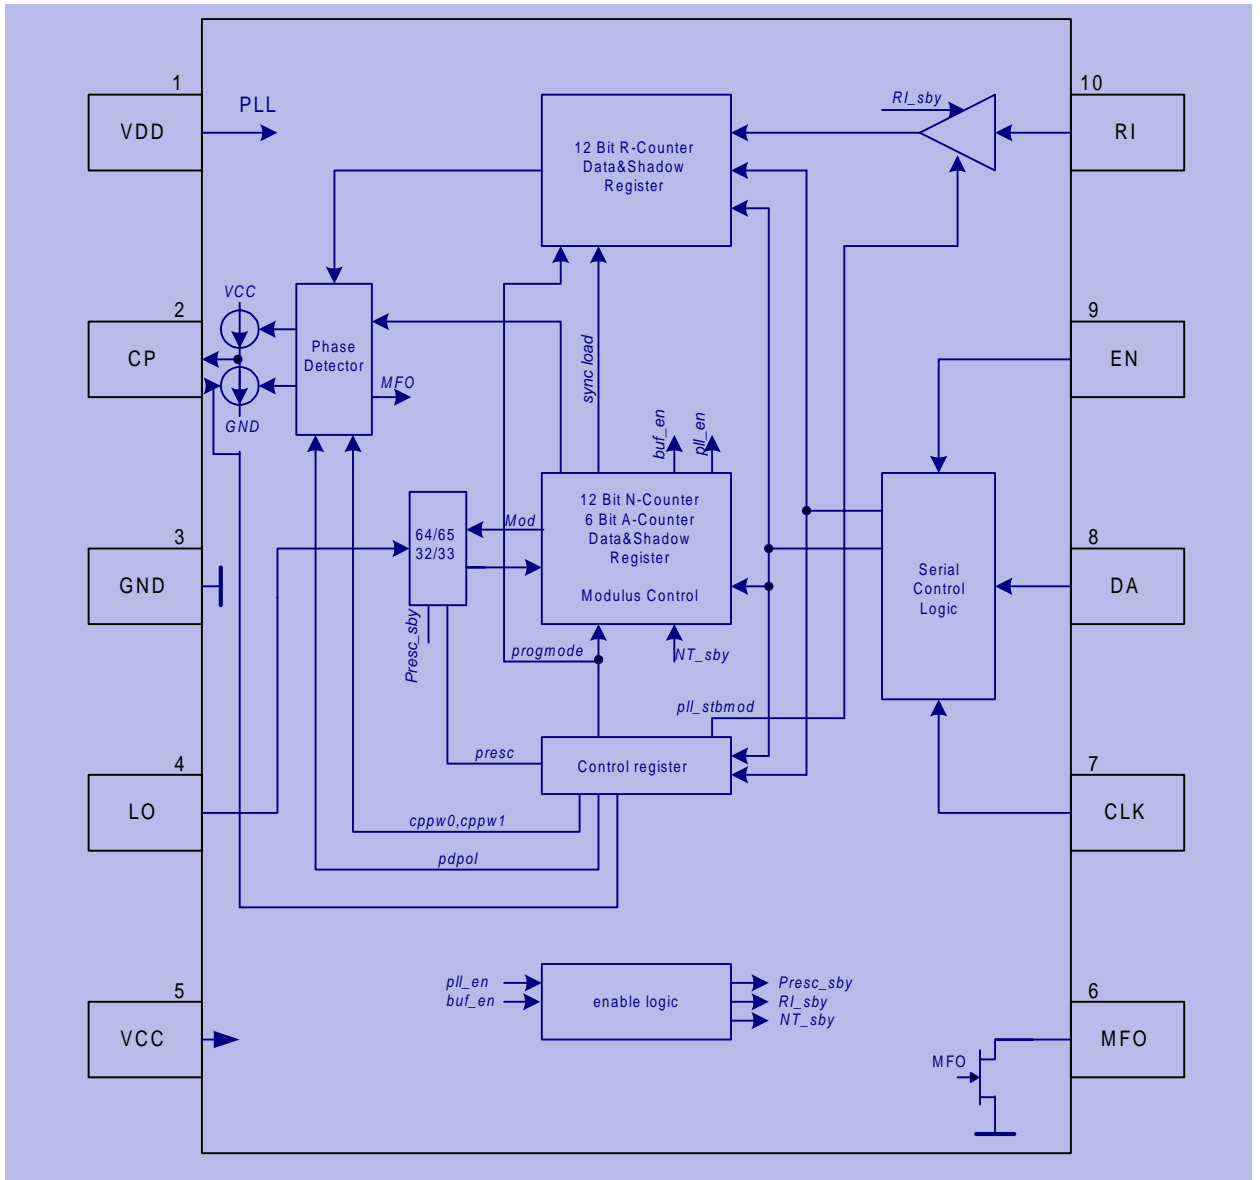 1
VDD
PLL
2
CP
3
GND
4
LO
5
VCC
10
RI
9
EN
8
DA
7
CLK
6
MFO
RI_sby
12 Bit R-Counter
Data&Shadow
Register
VCC
GND
Phase
Detector
MFO
sync load
buf_en
pll_en
64/65
32/33
Mod
12 Bit N-Counter
6 Bit A-Counter
Data&Shadow
Register
Modulus Control
Serial
Control
Logic
Presc_sby
progmode
NT_sby
pll_stbmod
presc
Control register
cppw0,cppw1
pdpol
pll_en
buf_en
enable logic
Presc_sby
RI_sby
NT_sby
MFO